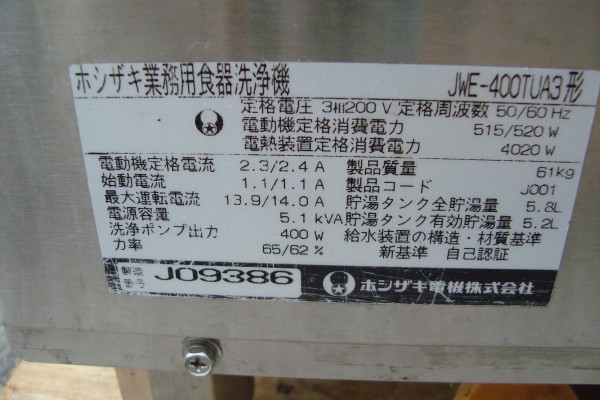 ホシザキ業務用食器洗浄機 JWE-400TUA3形
定格電圧 3相200V 定格周波数 50/60Hz
電動機定格消費電力 515/520W
電熱装置定格消費電力 4020W
電動機定格電流 2.3/2.4 A 製品質量 61kg
始動電流 1.1/1.1 A 製品コード J001
最大運転電流 13.9/14.0 A 貯湯タンク全貯湯量 5.8L
電源容量 5.1 kVA 貯湯タンク有効貯湯量 5.2L
洗浄ポンプ出力 400 W 給水装置の構造・材質基準
力率 65/62 % 新基準 自己認証
製造番号 J09386 ホシザキ電機株式会社